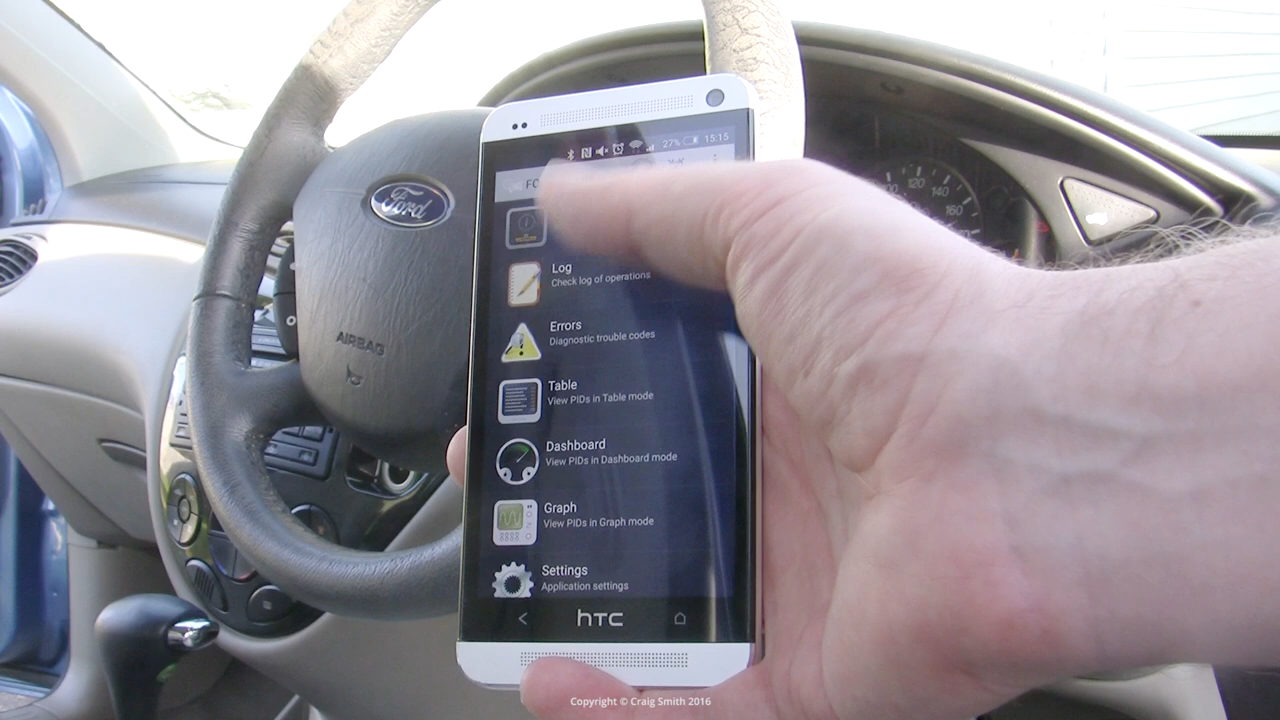 27% 15:15
Ford
FO
Log
Check log of operations
Errors
Diagnostic trouble codes
AIRBAG
Table
View PIDs in Table mode
Dashboard
View PIDs in Dashboard mode
Graph
View PIDs in Graph mode
Settings
Application settings
hTC
120
140
160
Copyright © Craig Smith 2016